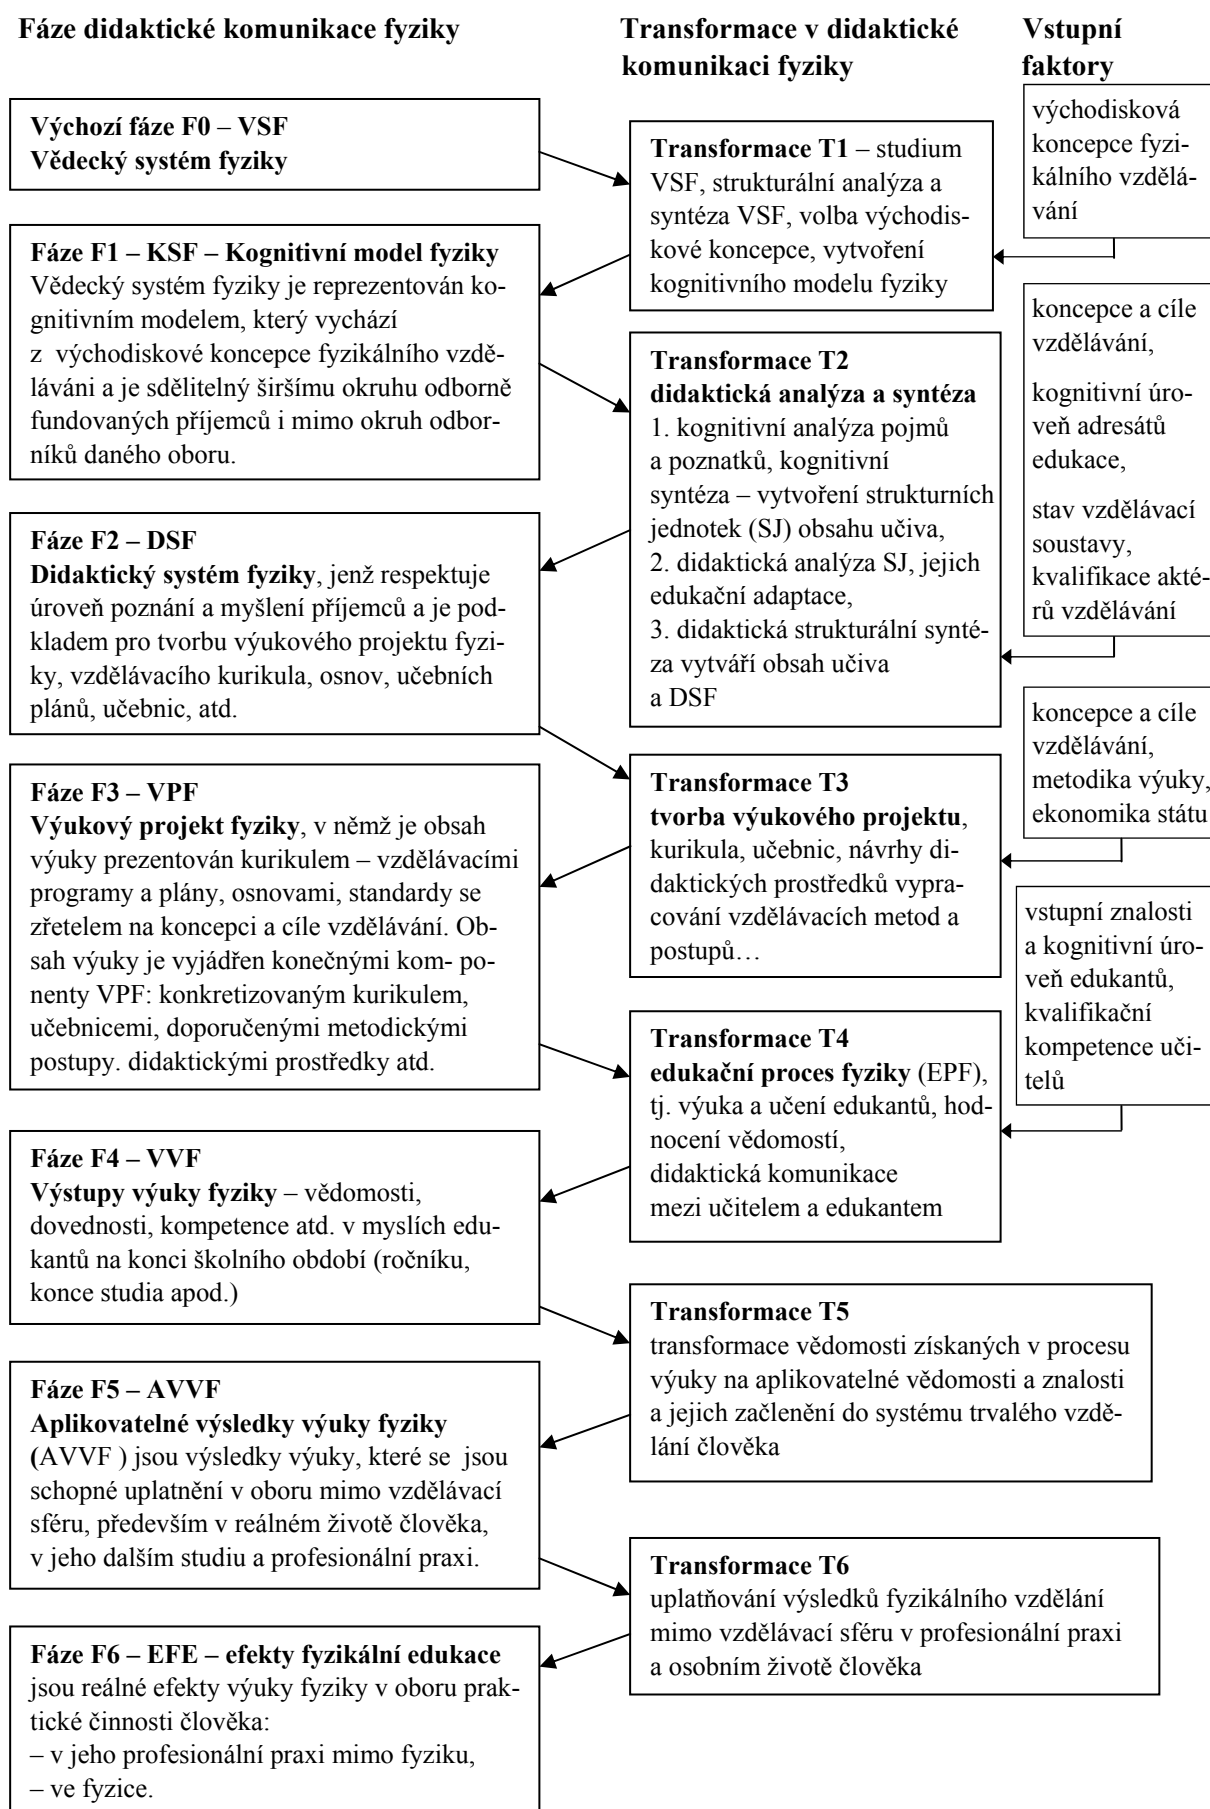 Fáze didaktické komunikace fyziky
Transformace v didaktické
komunikaci fyziky
Vstupní
faktory
Výchozí fáze F0 – VSF
Vědecký systém fyziky
Fáze F1 – KSF – Kognitivní model fyziky
Vědecký systém fyziky je reprezentován ko-
gnitivním modelem, který vychází
z východiskové koncepce fyzikálního vzdě-
láváni a je sdělitelný širšímu okruhu odborně
fundovaných příjemců i mimo okruh odbor-
níků daného oboru.
Fáze F2 – DSF
Didaktický systém fyziky, jenž respektuje
úroveň poznání a myšlení příjemců a je pod-
kladem pro tvorbu výukového projektu fyzi-
ky, vzdělávacího kurikula, osnov, učebních
plánů, učebnic, atd.
Fáze F3 – VPF
Výukový projekt fyziky, v němž je obsah
výuky prezentován kurikulem – vzdělávacími
programy a plány, osnovami, standardy se
zřetelem na koncepci a cíle vzdělávání. Ob-
sah výuky je vyjádřen konečnými kom- po-
nenty VPF: konkretizovaným kurikulem,
učebnicemi, doporučenými metodickými
postupy. didaktickými prostředky atd.
Fáze F4 – VVF
Výstupy výuky fyziky – vědomosti,
dovednosti, kompetence atd. v myslích edu-
kantů na konci školního období (ročníku,
konce studia apod.)
Fáze F5 – AVVF
Aplikovatelné výsledky výuky fyziky
(AVVF ) jsou výsledky výuky, které se jsou
schopné uplatnění v oboru mimo vzdělávací
sféru, především v reálném životě člověka,
v jeho dalším studiu a profesionální praxi.
Fáze F6 – EFE – efekty fyzikální edukace
jsou reálné efekty výuky fyziky v oboru prak-
tické činnosti člověka:
– v jeho profesionální praxi mimo fyziku,
– ve fyzice.
Transformace T1 – studium
VSF, strukturální analýza a
syntéza VSF, volba východis-
kové koncepce, vytvoření
kognitivního modelu fyziky
Transformace T2
didaktická analýza a syntéza
1. kognitivní analýza pojmů
a poznatků, kognitivní
syntéza – vytvoření strukturních
jednotek (SJ) obsahu učiva,
2. didaktická analýza SJ, jejich
edukační adaptace,
3. didaktická strukturální synté-
za vytváří obsah učiva
a DSF
Transformace T3
tvorba výukového projektu,
kurikula, učebnic, návrhy di-
daktických prostředků vypra-
cování vzdělávacích metod a
postupů…
Transformace T4
edukační proces fyziky (EPF),
tj. výuka a učení edukantů, hod-
nocení vědomostí,
didaktická komunikace
mezi učitelem a edukantem
Transformace T5
transformace vědomosti získaných v procesu
výuky na aplikovatelné vědomosti a znalosti
a jejich začlenění do systému trvalého vzdě-
lání člověka
Transformace T6
uplatňování výsledků fyzikálního vzdělání
mimo vzdělávací sféru v profesionální praxi
a osobním životě člověka
východisková
koncepce fyzi-
kálního vzdělá-
vání
koncepce a cíle
vzdělávání,
kognitivní úro-
veň adresátů
edukace,
stav vzdělávací
soustavy,
kvalifikace akté-
rů vzdělávání
koncepce a cíle
vzdělávání,
metodika výuky,
ekonomika státu
vstupní znalosti
a kognitivní úro-
veň edukantů,
kvalifikační
kompetence uči-
telů